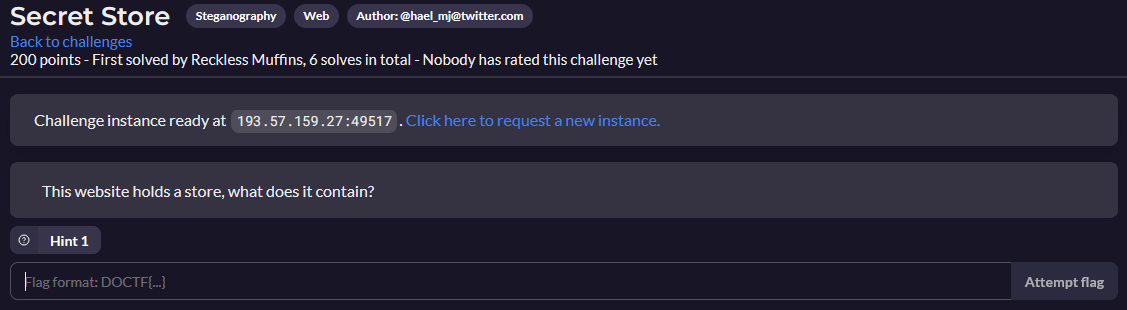 Secret Store Steganography Web Author: @hael_mj@twitter.com
Back to challenges
200 points - First solved by Reckless Muffins, 6 solves in total - Nobody has rated this challenge yet
Challenge instance ready at 193.57.159.27:49517 . Click here to request a new instance.
This website holds a store, what does it contain?
Hint 1
Flag format: DOCTF{...} Attempt flag